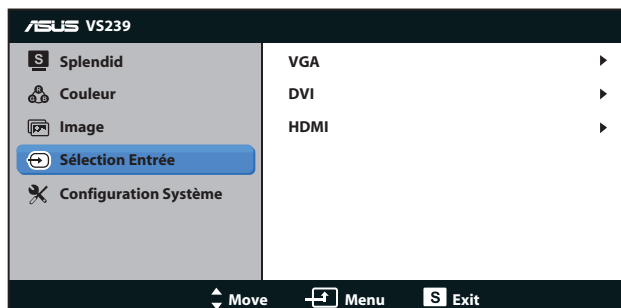 ASUS VS239
S Splendid
R G B Couleur
Image
Sélection Entrée
Configuration Système
VGA
DVI
HDMI
Move Menu S Exit